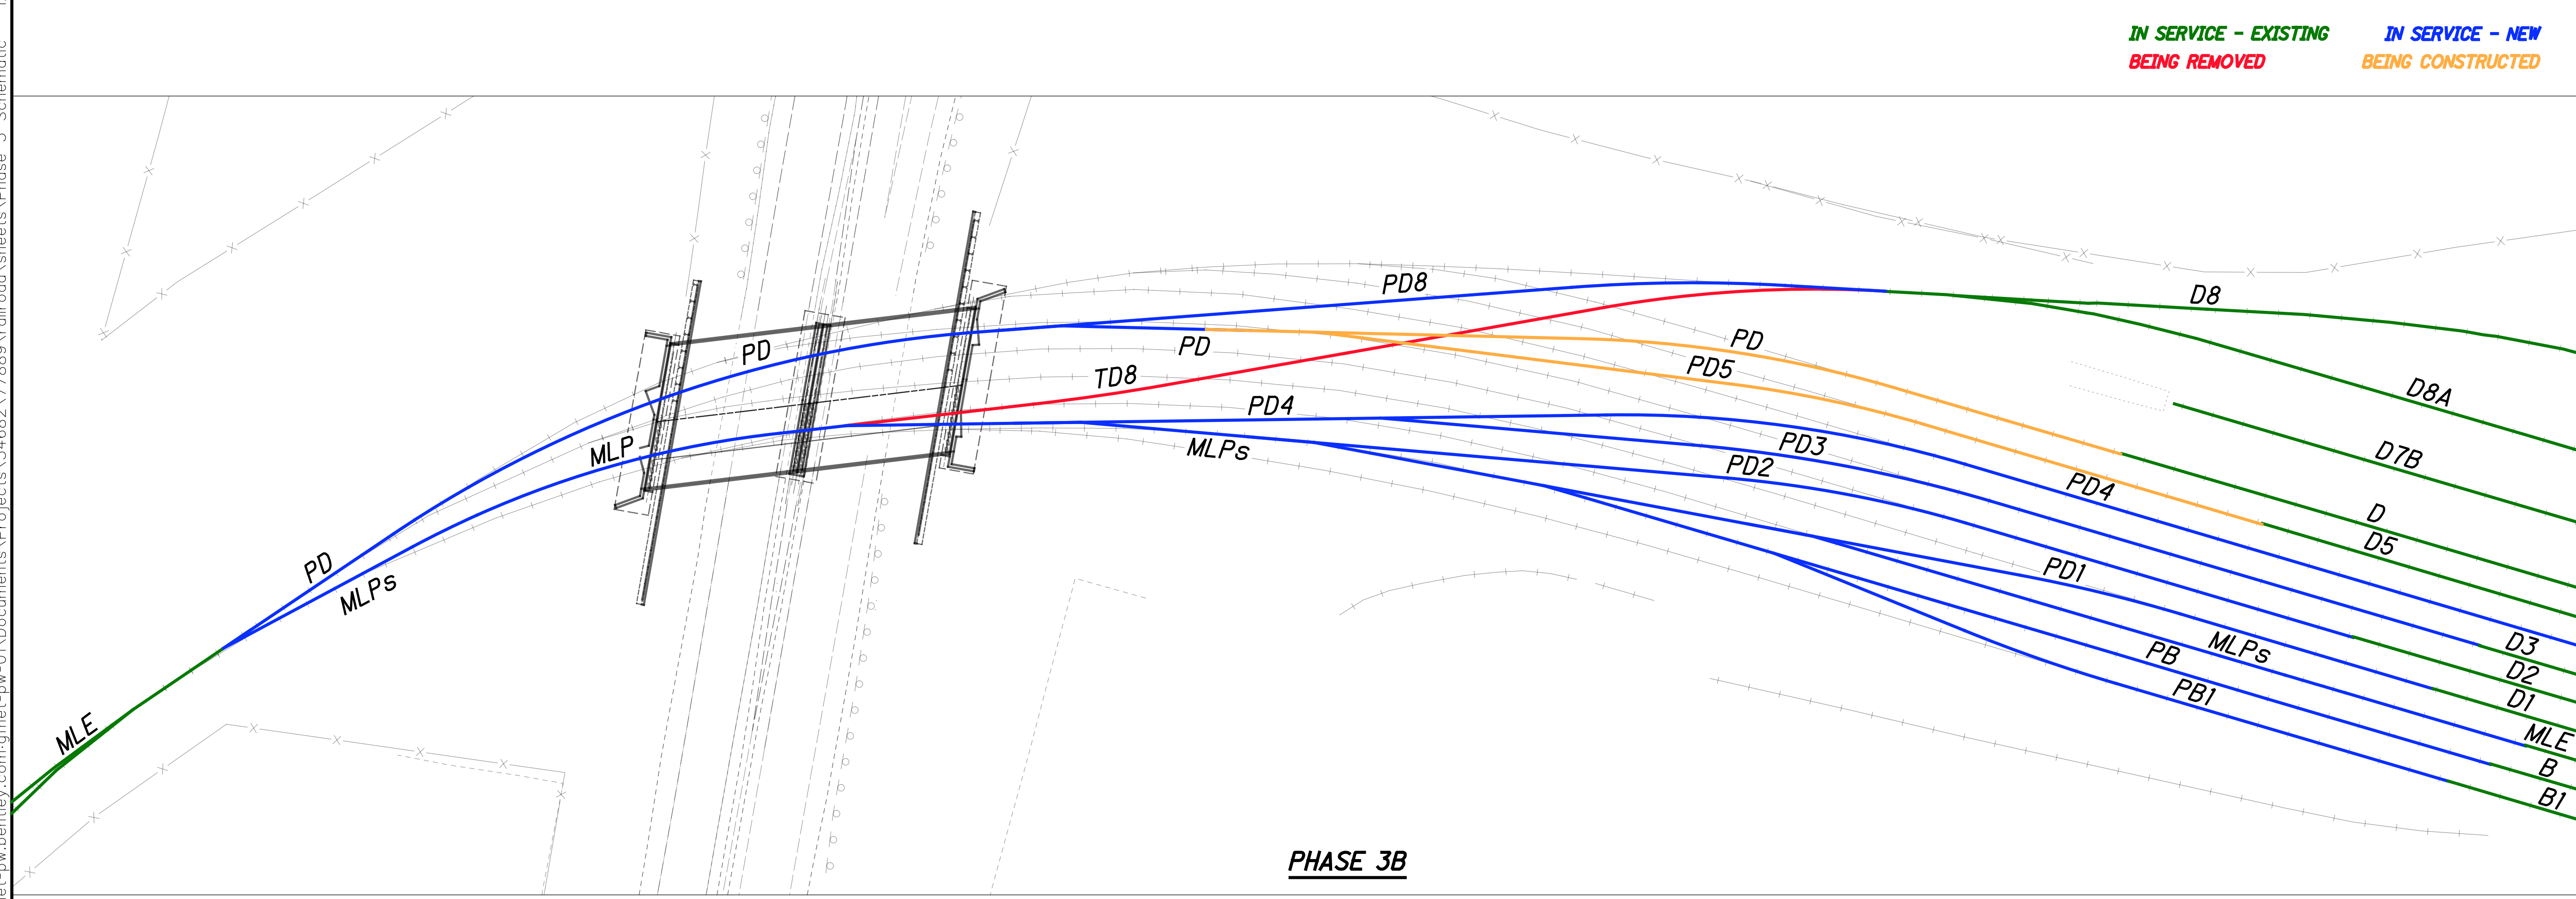 IN SERVICE - EXISTING
IN SERVICE - NEW
BEING REMOVED
BEING CONSTRUCTED
PD8
D8
PD
PD
PD
TD8
PD5
D8A
PD4
MLP
MLPs
PD3
PD2
D7B
PD4
D
D5
PD
MLPs
PD1
MLPs
PB
PB1
D3
D2
D1
MLE
MLE
B
B1
PHASE 3B